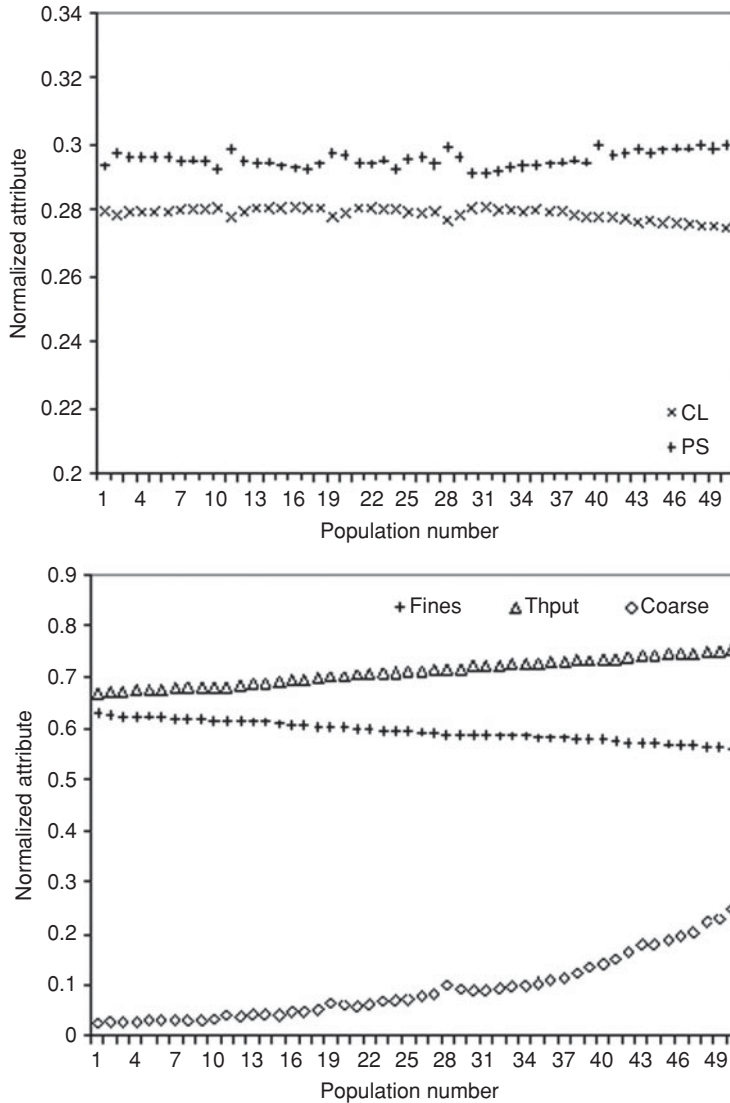 0.34
0.32
0.3
0.28
0.26
0.24
0.22
0.2
Normalized attribute
CL
PS
1 4 7 10 13 16 19 22 25 28 31 34 37 40 43 46 49
Population number
0.9
0.8
0.7
0.6
0.5
0.4
0.3
0.2
0.1
0
Normalized attribute
Fines Thput Coarse
1 4 7 10 13 16 19 22 25 28 31 34 37 40 43 46 49
Population number